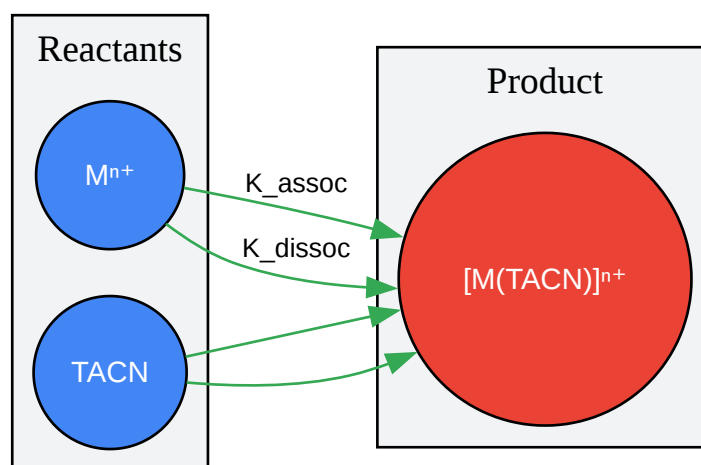 Reactants
Product
Mⁿ⁺
K_assoc
K_dissoc
[M(TACN)]ⁿ⁺
TACN